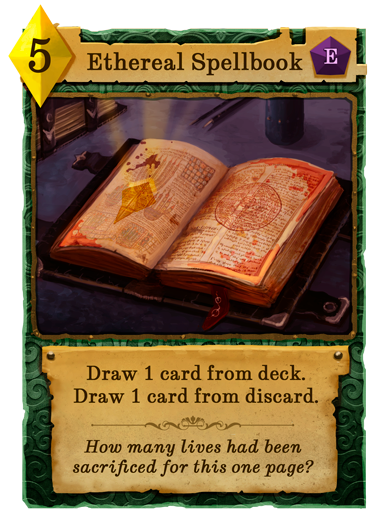 5
Ethereal Spellbook
E
Draw 1 card from deck.
Draw 1 card from discard.
How many lives had been
sacrificed for this one page?